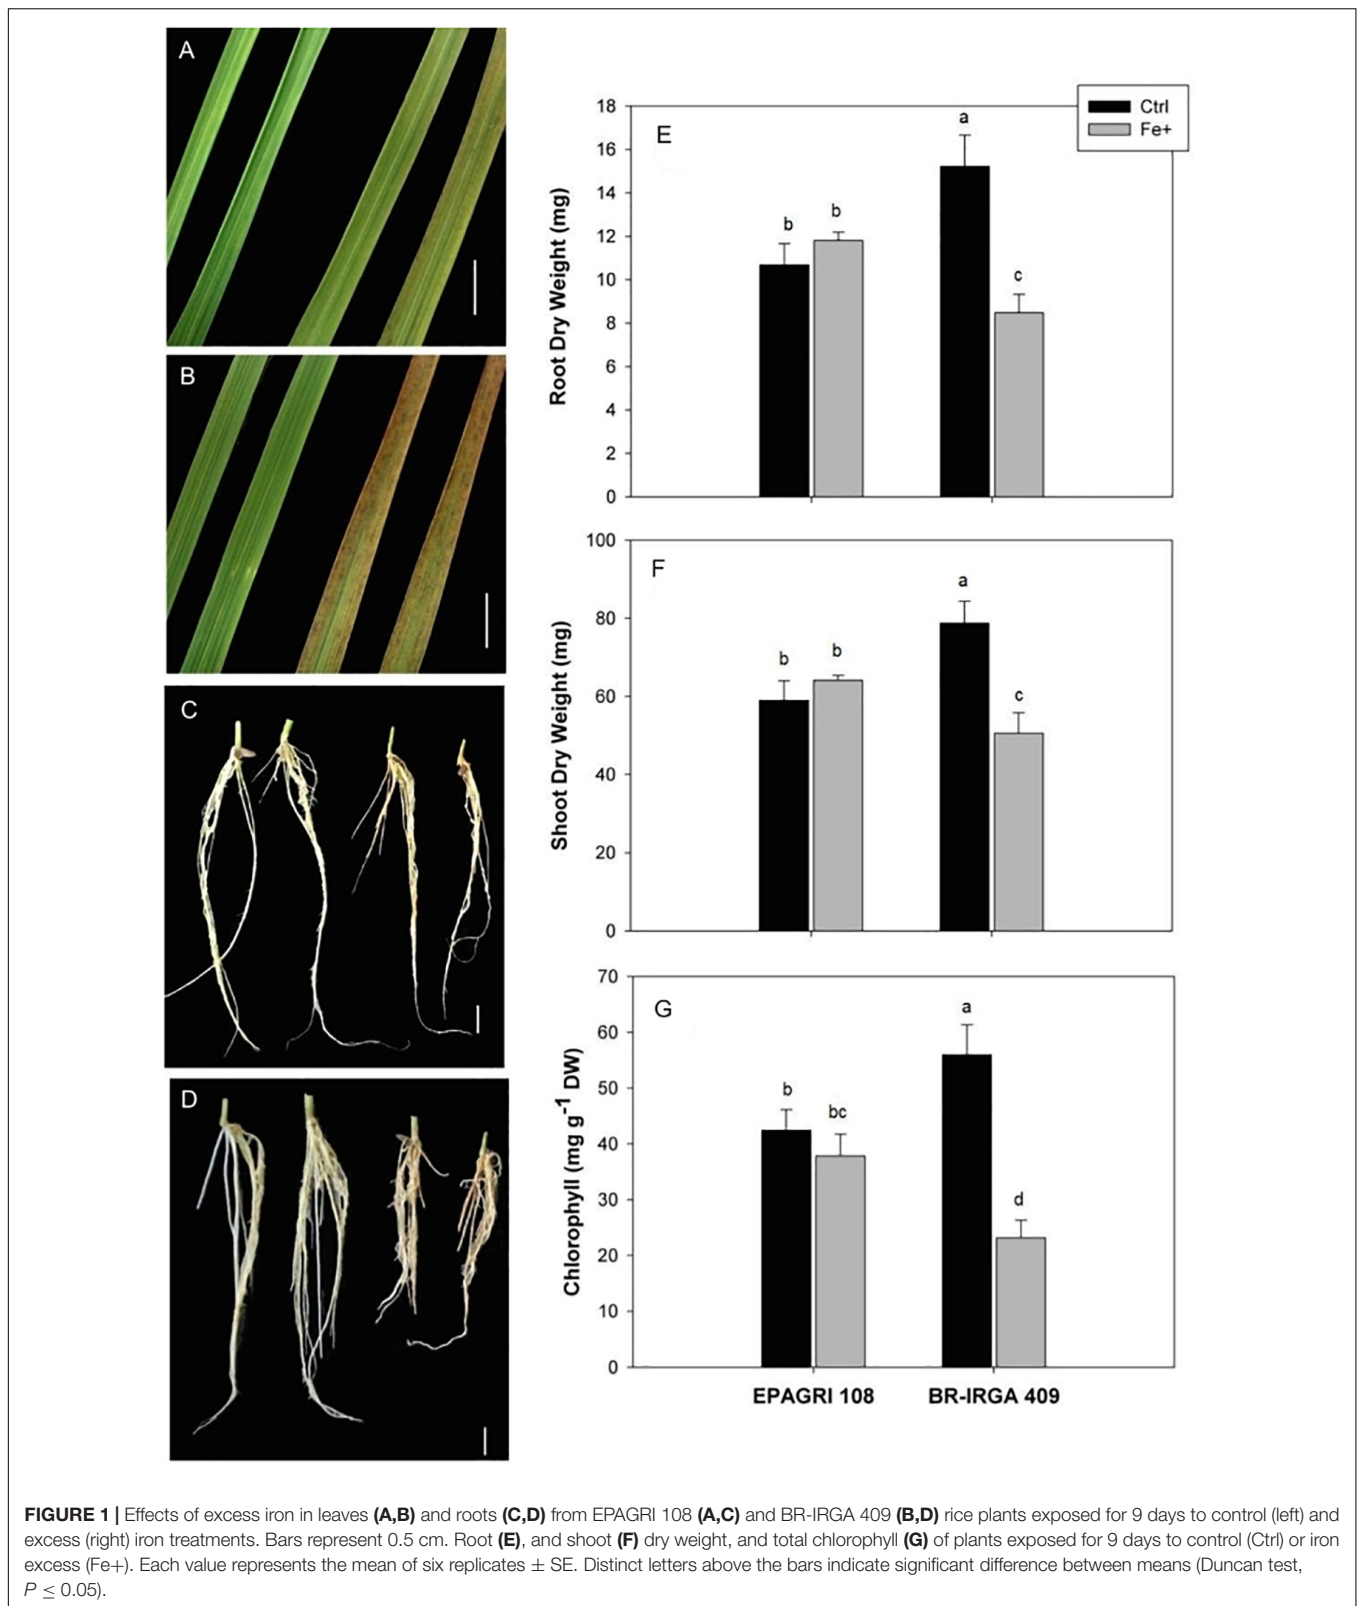 A
B
C
D
Ctrl
Fe+
E
Root Dry Weight (mg)
18
16
14
12
10
8
6
4
2
0
b
b
a
c
F
Shoot Dry Weight (mg)
100
80
60
40
20
0
b
b
a
c
G
Chlorophyll (mg g⁻¹ DW)
70
60
50
40
30
20
10
0
b
bc
a
d
EPAGRI 108
BR-IRGA 409
FIGURE 1 | Effects of excess iron in leaves (A,B) and roots (C,D) from EPAGRI 108 (A,C) and BR-IRGA 409 (B,D) rice plants exposed for 9 days to control (left) and
excess (right) iron treatments. Bars represent 0.5 cm. Root (E), and shoot (F) dry weight, and total chlorophyll (G) of plants exposed for 9 days to control (Ctrl) or iron
excess (Fe+). Each value represents the mean of six replicates ± SE. Distinct letters above the bars indicate significant difference between means (Duncan test,
P ≤ 0.05).